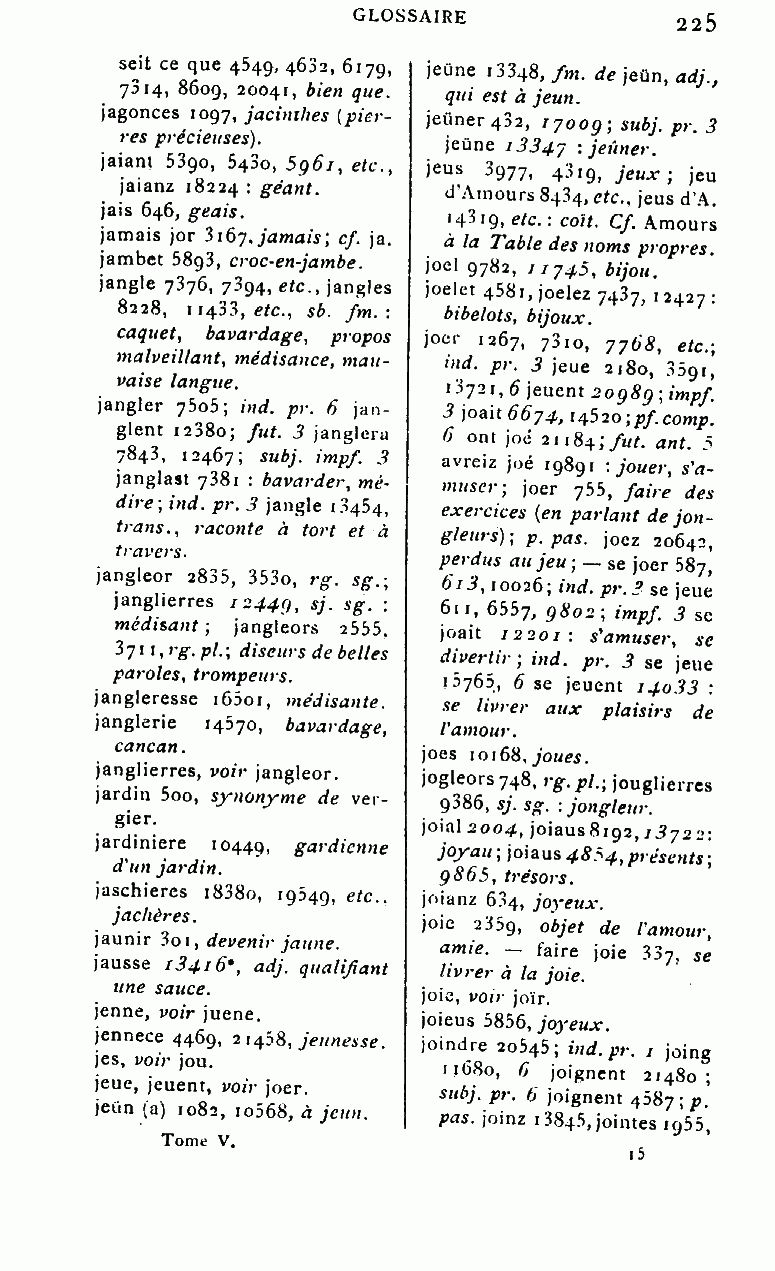 GLOSSAIRE
225
seit ce que 4549, 4632, 6179,
7314, 8609, 20041, bien que.
jagonces 1097, jacinthes (pier-
res précieuses).
jaiant 5390, 5430, 5961, etc.,
jaianz 18224 : géant.
jais 646, geais.
jamais jor 3167. jamais; cf. ja.
jambet 5893, croc-en-jambe.
jangle 7376, 7394, etc., jangles
8228, 11433, etc., sb. fm. :
caquet, bavardage, propos
malveillant, médisance, mau-
vaise langue.
jangler 7505; ind. pr. 6 jan-
glent 12380; fut. 3 janglera
7843, 12467; subj. impf. 3
janglast 7381 : bavarder, mé-
dire; ind. pr. 3 jangle 13454,
trans., raconte à tort et à
travers.
jangleor 2835, 3530, rg. sg.;
janglierres 12449, sj. sg. :
médisant; jangleors 2555,
3711, rg. pl.; diseurs de belles
paroles, trompeurs.
jangleresse 16501, médisante.
janglerie 14570, bavardage,
cancan.
janglierres, voir jangleor.
jardin 500, synonyme de ver-
gier.
jardiniere 10449, gardienne
d'un jardin.
jaschieres 18380, 19549, etc..
jachères.
jaunir 301, devenir jaune.
jausse 13416*, adj. qualifiant
une sauce.
jenne, voir juene.
jennece 4469, 21458, jeunesse.
jes, voir jou.
jeue, jeuent, voir joer.
jeün (a) 1082, 10568, à jeun.
Tome V.
jeüne 13348, fm. de jeün, adj.,
qui est à jeun.
jeüner 432, 17009; subj. pr. 3
jeüne 13347 : jeûner.
jeus 3977, 4319, jeux; jeu
d'Amours 8434, etc., jeus d'A.
14319, etc. : coït. Cf. Amours
à la Table des noms propres.
joel 9782, 11745, bijou.
joelet 4581, joelez 7437, 12427 :
bibelots, bijoux.
joer 1267, 7310, 7768, etc.;
ind. pr. 3 jeue 2180, 3591,
13721, 6 jeuent 20989; impf.
3 joait 6674, 14520; pf. comp.
6 ont joé 21184; fut. ant. 5
avreiz joé 19891 : jouer, s'a-
muser; joer 755, faire des
exercices (en parlant de jon-
gleurs); p. pas. joez 20642,
perdus au jeu; — se joer 587,
613, 10026; ind. pr. 3 se jeue
611, 6557, 9802; impf. 3 se
joait 12201 : s'amuser, se
divertir; ind. pr. 3 se jeue
15765, 6 se jeuent 14033 :
se livrer aux plaisirs de
l'amour.
joes 10168, joues.
jogleors 748, rg. pl.; jouglierres
9386, sj. sg. : jongleur.
joial 2004, joiaus 8192, 13722:
joyau; joiaus 4854, présents;
9865, trésors.
joianz 634, joyeux.
joie 2359, objet de l'amour,
amie. — faire joie 337, se
livrer à la joie.
joie, voir joïr.
joieus 5856, joyeux.
joindre 20545; ind. pr. 1 joing
11680, 6 joignent 21480;
subj. pr. 6 joignent 4587; p.
pas. joinz 13845, jointes 1955,
15